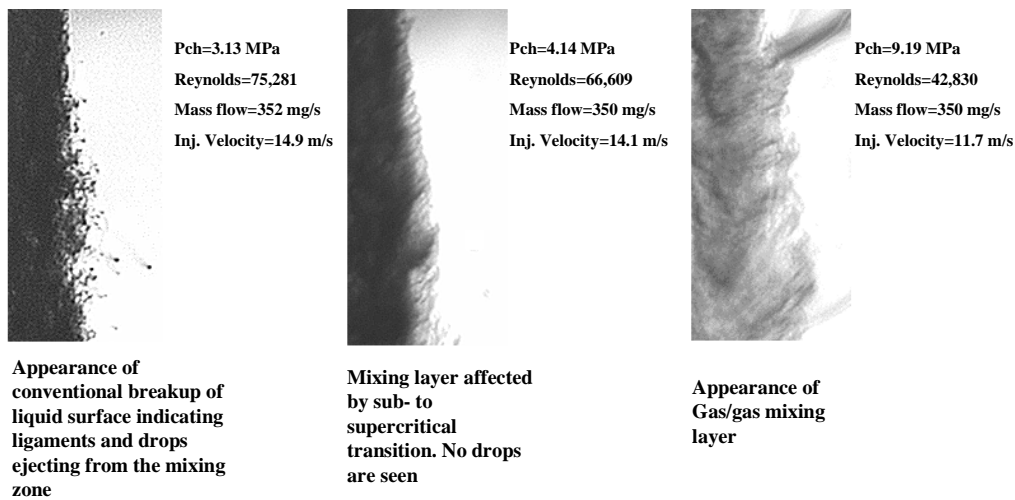 Pch=3.13 MPa
Reynolds=75,281
Mass flow=352 mg/s
Inj. Velocity=14.9 m/s
Appearance of
conventional breakup of
liquid surface indicating
ligaments and drops
ejecting from the mixing
zone
Pch=4.14 MPa
Reynolds=66,609
Mass flow=350 mg/s
Inj. Velocity=14.1 m/s
Mixing layer affected
by sub- to
supercritical
transition. No drops
are seen
Pch=9.19 MPa
Reynolds=42,830
Mass flow=350 mg/s
Inj. Velocity=11.7 m/s
Appearance of
Gas/gas mixing
layer